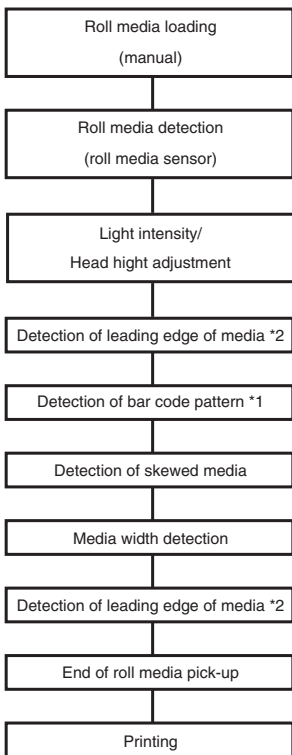 Roll media loading
(manual)
Roll media detection
(roll media sensor)
Light intensity/
Head hight adjustment
Detection of leading edge of media *2
Detection of bar code pattern *1
Detection of skewed media
Media width detection
Detection of leading edge of media *2
End of roll media pick-up
Printing